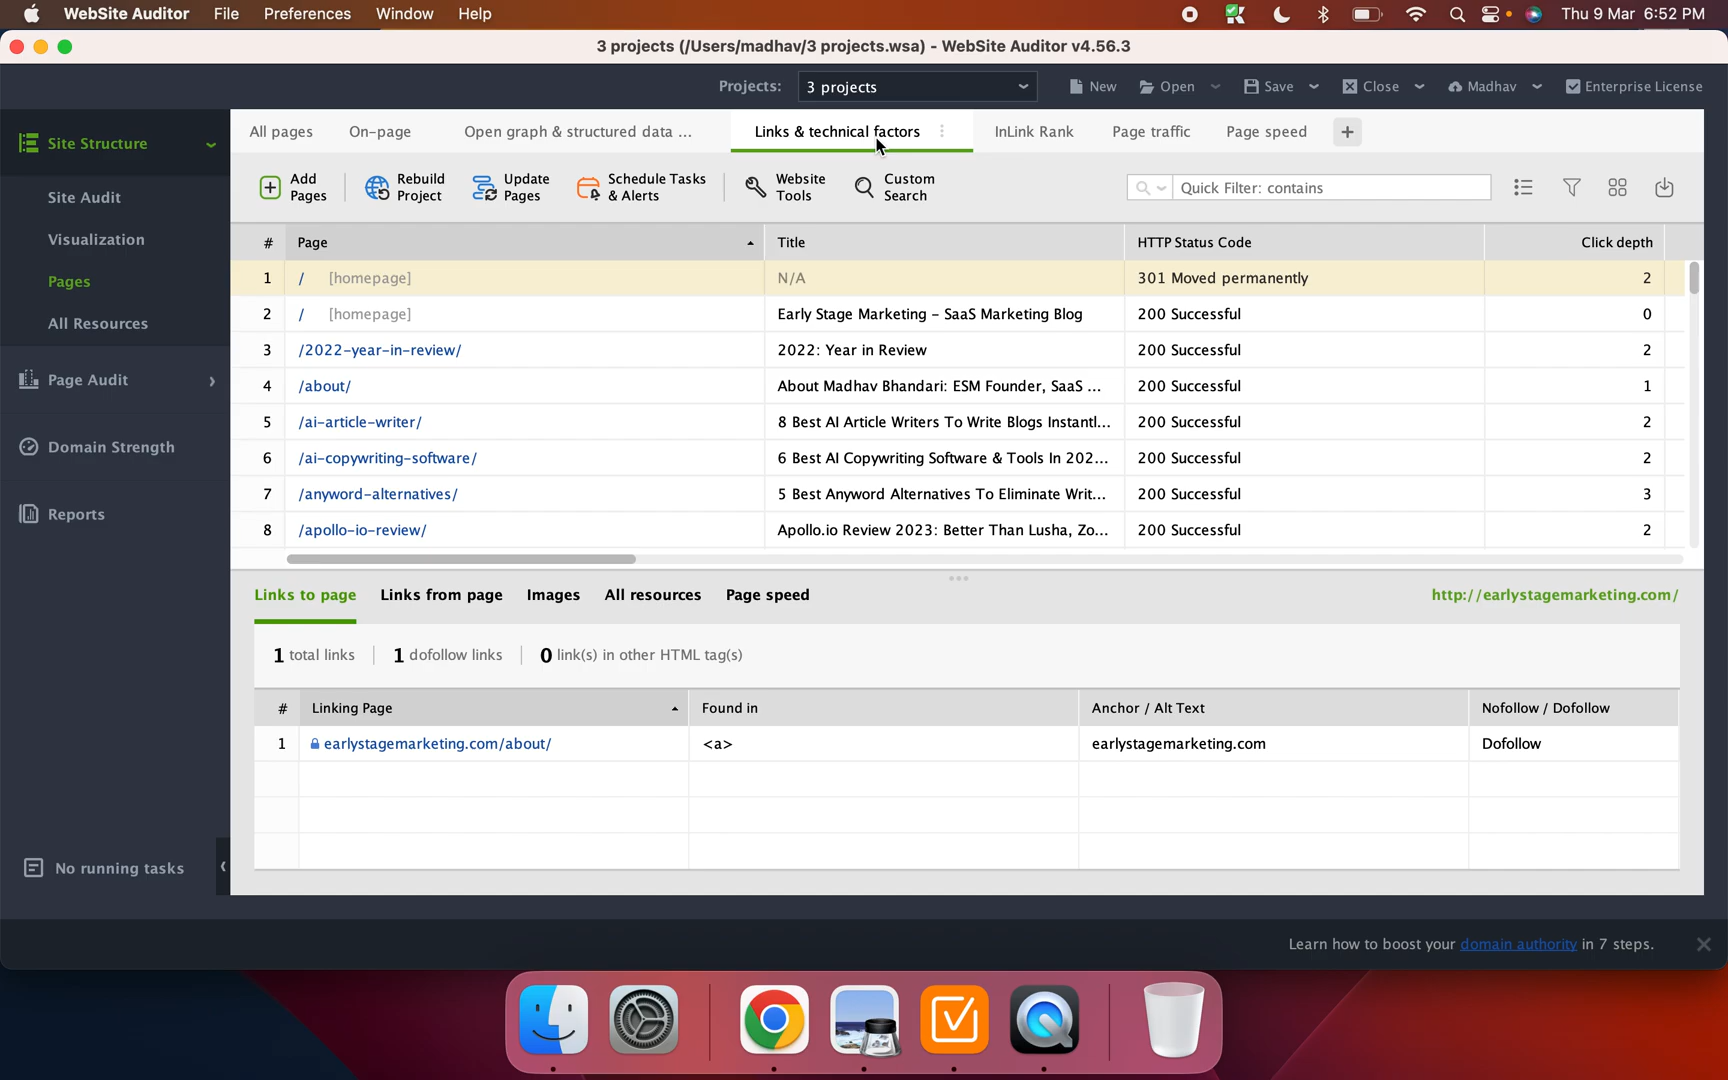 WebSite Auditor File Preferences Window Help Thu 9 Mar 6:52 PM
3 projects (/Users/madhav/3 projects.wsa) - WebSite Auditor v4.56.3
Projects: 3 projects New Open Save Close Madhav Enterprise License
Site Structure
Site Audit
Visualization
Pages
All Resources
Page Audit
Domain Strength
Reports
No running tasks
All pages On-page Open graph & structured data ... Links & technical factors InLink Rank Page traffic Page speed +
Add Pages Rebuild Project Update Pages Schedule Tasks & Alerts Website Tools Custom Search Quick Filter: contains
# Page Title HTTP Status Code Click depth
1 / [homepage] N/A 301 Moved permanently 2
2 / [homepage] Early Stage Marketing – SaaS Marketing Blog 200 Successful 0
3 /2022-year-in-review/ 2022: Year in Review 200 Successful 2
4 /about/ About Madhav Bhandari: ESM Founder, SaaS ... 200 Successful 1
5 /ai-article-writer/ 8 Best AI Article Writers To Write Blogs Instantl... 200 Successful 2
6 /ai-copywriting-software/ 6 Best AI Copywriting Software & Tools In 202... 200 Successful 2
7 /anyword-alternatives/ 5 Best Anyword Alternatives To Eliminate Writ... 200 Successful 3
8 /apollo-io-review/ Apollo.io Review 2023: Better Than Lusha, Zo... 200 Successful 2
Links to page Links from page Images All resources Page speed http://earlystagemarketing.com/
1 total links 1 dofollow links 0 link(s) in other HTML tag(s)
# Linking Page Found in Anchor / Alt Text Nofollow / Dofollow
1 earlystagemarketing.com/about/ <a> earlystagemarketing.com Dofollow
Learn how to boost your domain authority in 7 steps.